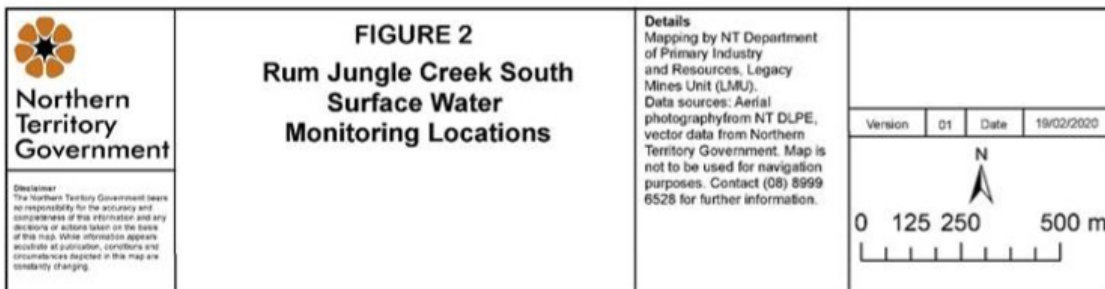 Northern
Territory
Government
Disclaimer
The Northern Territory Government bears
no responsibility for the accuracy and
completeness of this information and any
decisions or actions taken on the basis
of this map. While information appears
accurate at publication, conditions and
circumstances depicted in this map are
constantly changing.
FIGURE 2
Rum Jungle Creek South
Surface Water
Monitoring Locations
Details
Mapping by NT Department
of Primary Industry
and Resources, Legacy
Mines Unit (LMU).
Data sources: Aerial
photographyfrom NT DLPE,
vector data from Northern
Territory Government. Map is
not to be used for navigation
purposes. Contact (08) 8999
6528 for further information.
Version 01 Date 19/02/2020
N
0 125 250 500 m